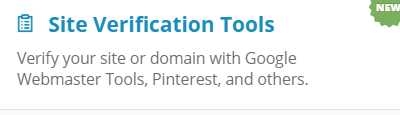 NEW
Site Verification Tools
Verify your site or domain with Google
Webmaster Tools, Pinterest, and others.